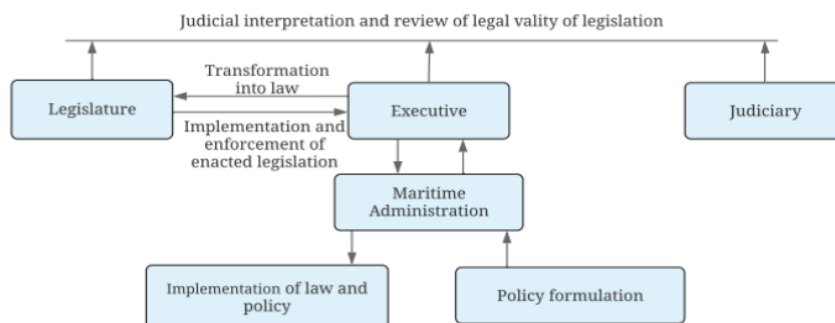 Judicial interpretation and review of legal vality of legislation
Transformation
into law
Legislature
Executive
Judiciary
Implementation and
enforcement of
enacted legislation
Maritime
Administration
Implementation of law and
policy
Policy formulation